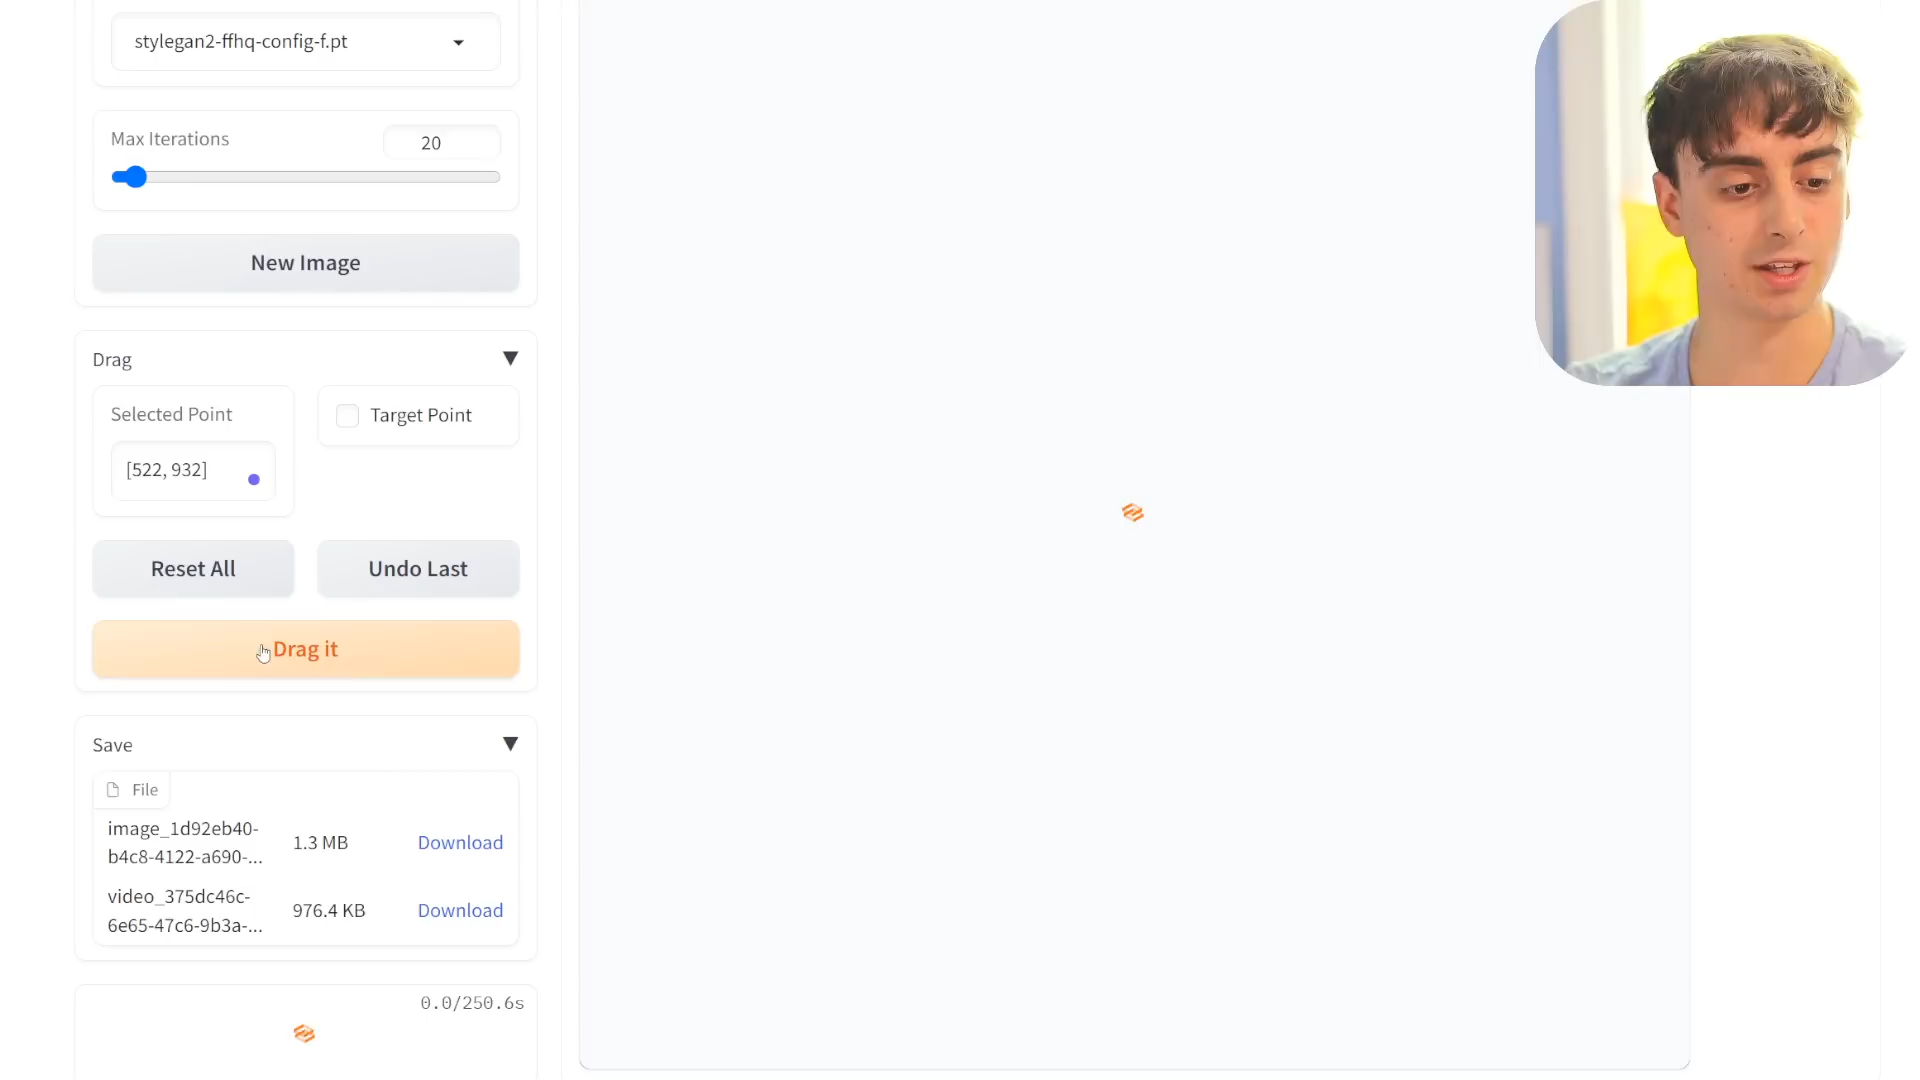 stylegan2-ffhq-config-f.pt
Max Iterations
20
New Image
Drag
Selected Point
Target Point
[522, 932]
Reset All
Undo Last
Drag it
Save
File
image_1d92eb40-
b4c8-4122-a690-...
1.3 MB
Download
video_375dc46c-
6e65-47c6-9b3a-...
976.4 KB
Download
0.0/250.6s